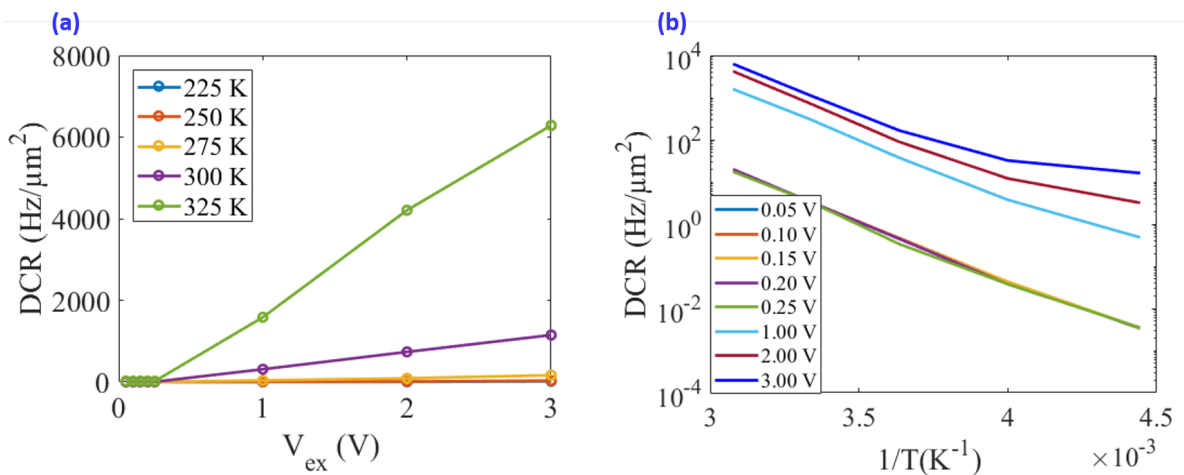 (a)
DCR (Hz/μm²)
8000
6000
4000
2000
0
225 K
250 K
275 K
300 K
325 K
0 1 2 3
V_ex (V)
(b)
DCR (Hz/μm²)
10⁴
10²
10⁰
10⁻²
10⁻⁴
0.05 V
0.10 V
0.15 V
0.20 V
0.25 V
1.00 V
2.00 V
3.00 V
3 3.5 4 4.5
1/T(K⁻¹) ×10⁻³